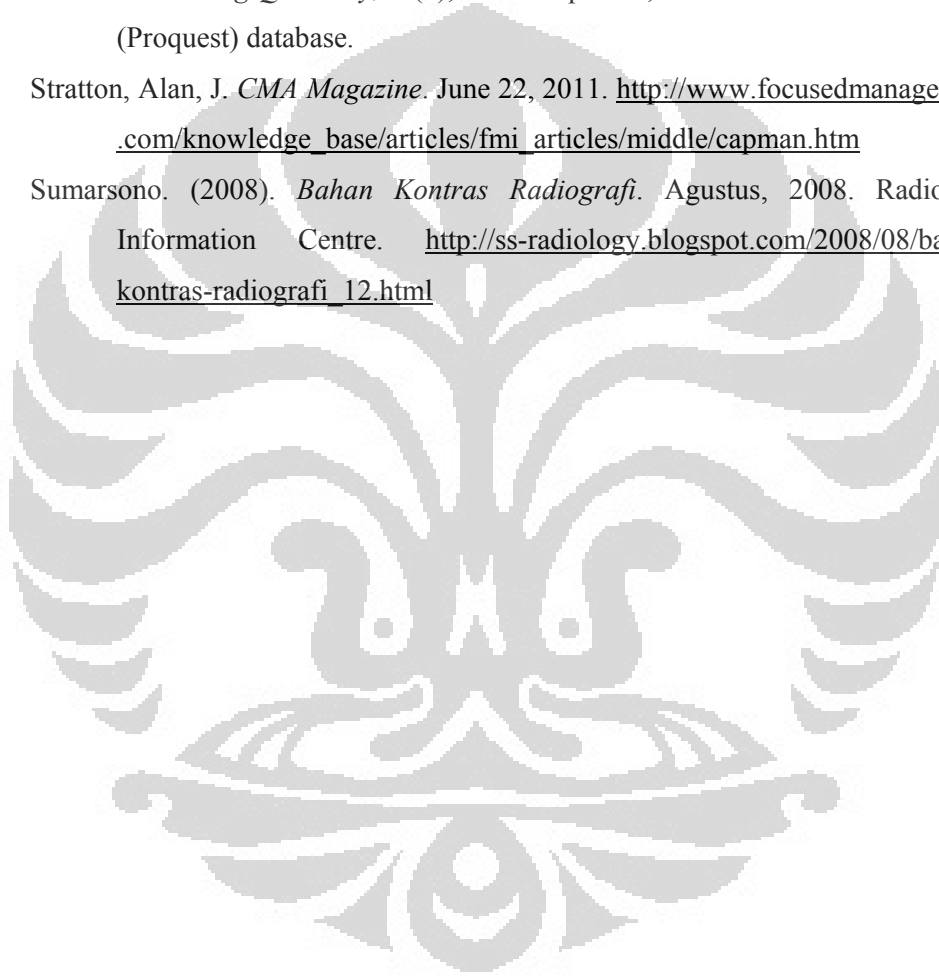 (Proquest) database.
Stratton, Alan, J. CMA Magazine. June 22, 2011. http://www.focusedmanage
.com/knowledge_base/articles/fmi_articles/middle/capman.htm
Sumarsono. (2008). Bahan Kontras Radiografi. Agustus, 2008. Radio
Information Centre. http://ss-radiology.blogspot.com/2008/08/ba
kontras-radiografi_12.html